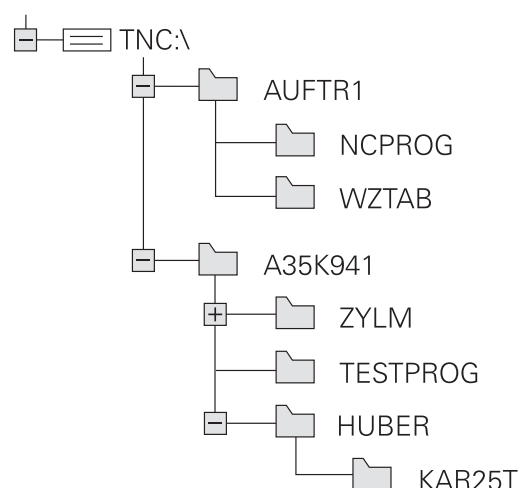 TNC:\
AUFTR1
NCPROG
WZTAB
A35K941
ZYLM
TESTPROG
HUBER
KAR25T